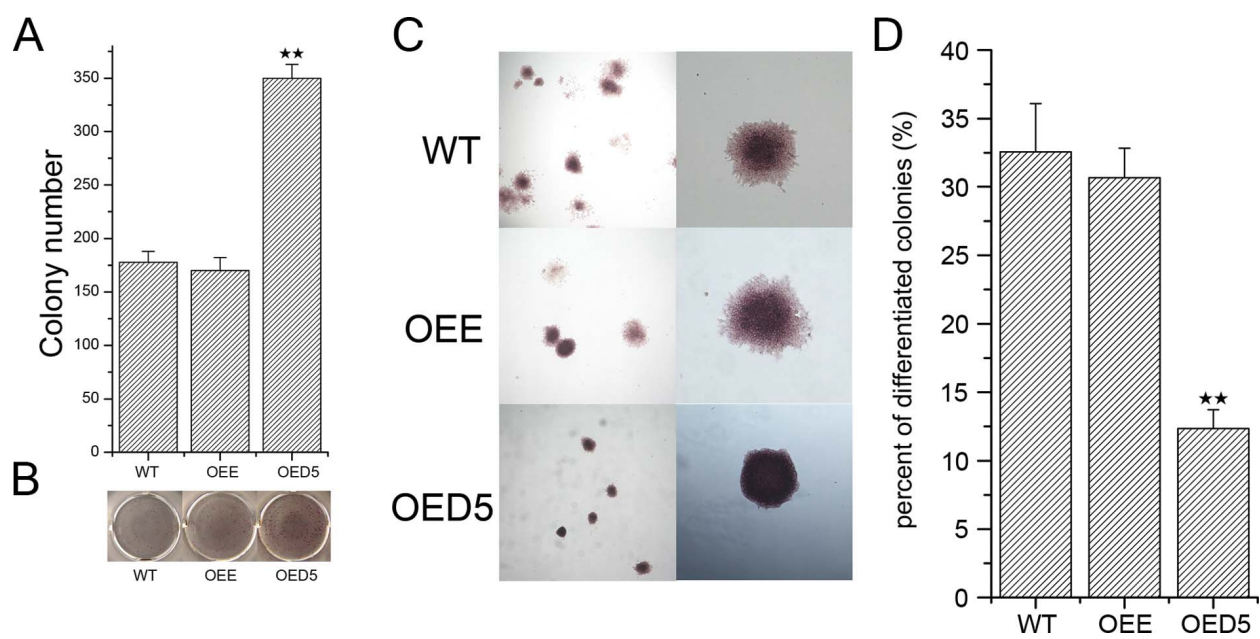 A
Colony number
350
300
250
200
150
100
50
0
★★
WT OEE OED5
B
WT OEE OED5
C
WT
OEE
OED5
D
percent of differentiated colonies (%)
40
35
30
25
20
15
10
5
0
★★
WT OEE OED5